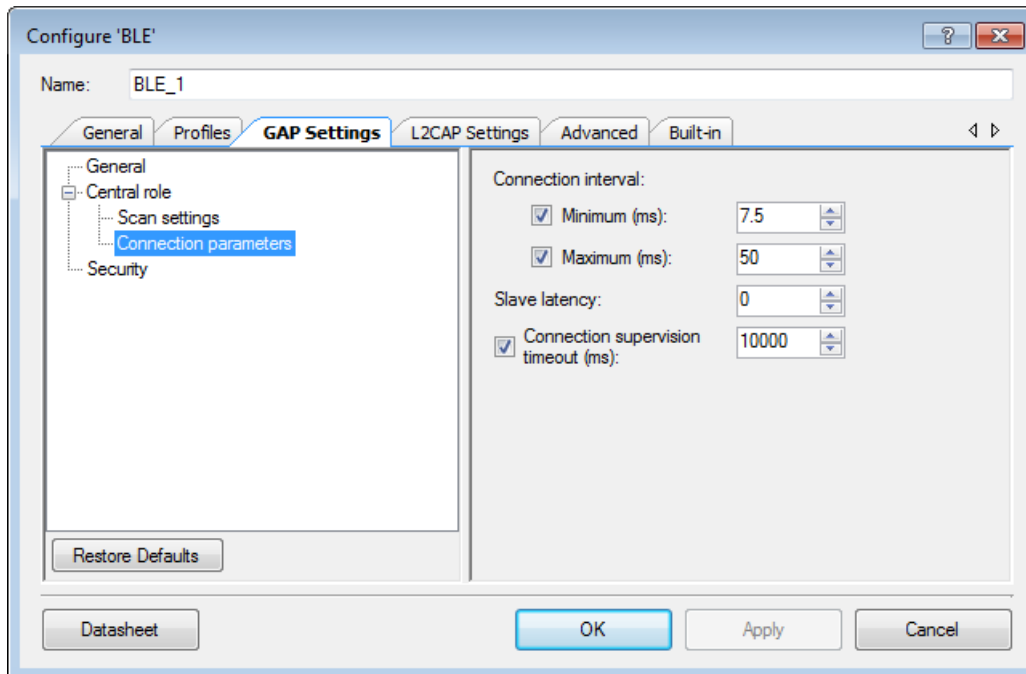 Configure 'BLE'
Name: BLE_1
General Profiles GAP Settings L2CAP Settings Advanced Built-in
General
Central role
Scan settings
Connection parameters
Security
Restore Defaults
Connection interval:
Minimum (ms): 7.5
Maximum (ms): 50
Slave latency: 0
Connection supervision
timeout (ms): 10000
Datasheet OK Apply Cancel